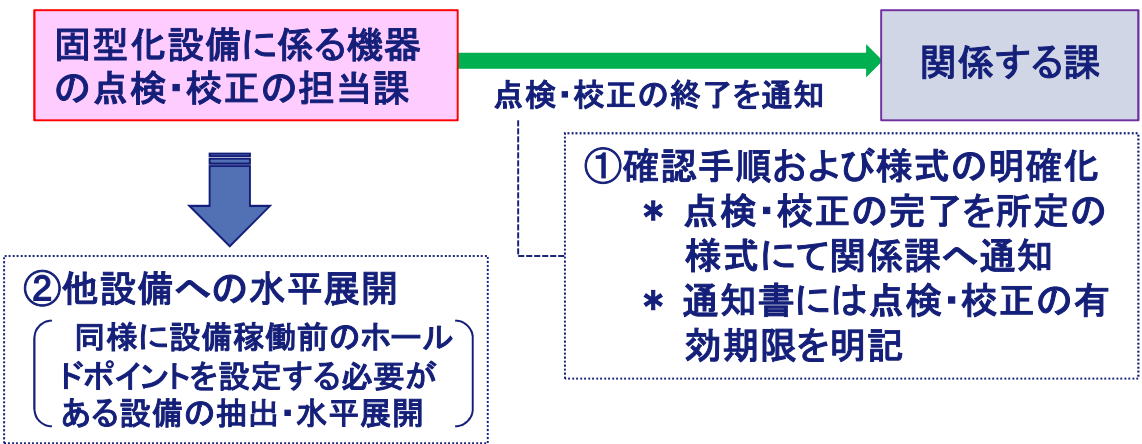 固型化設備に係る機器
の点検・校正の担当課
点検・校正の終了を通知
関係する課
①確認手順および様式の明確化
＊ 点検・校正の完了を所定の
様式にて関係課へ通知
＊ 通知書には点検・校正の有
効期限を明記
②他設備への水平展開
同様に設備稼働前のホール
ドポイントを設定する必要が
ある設備の抽出・水平展開